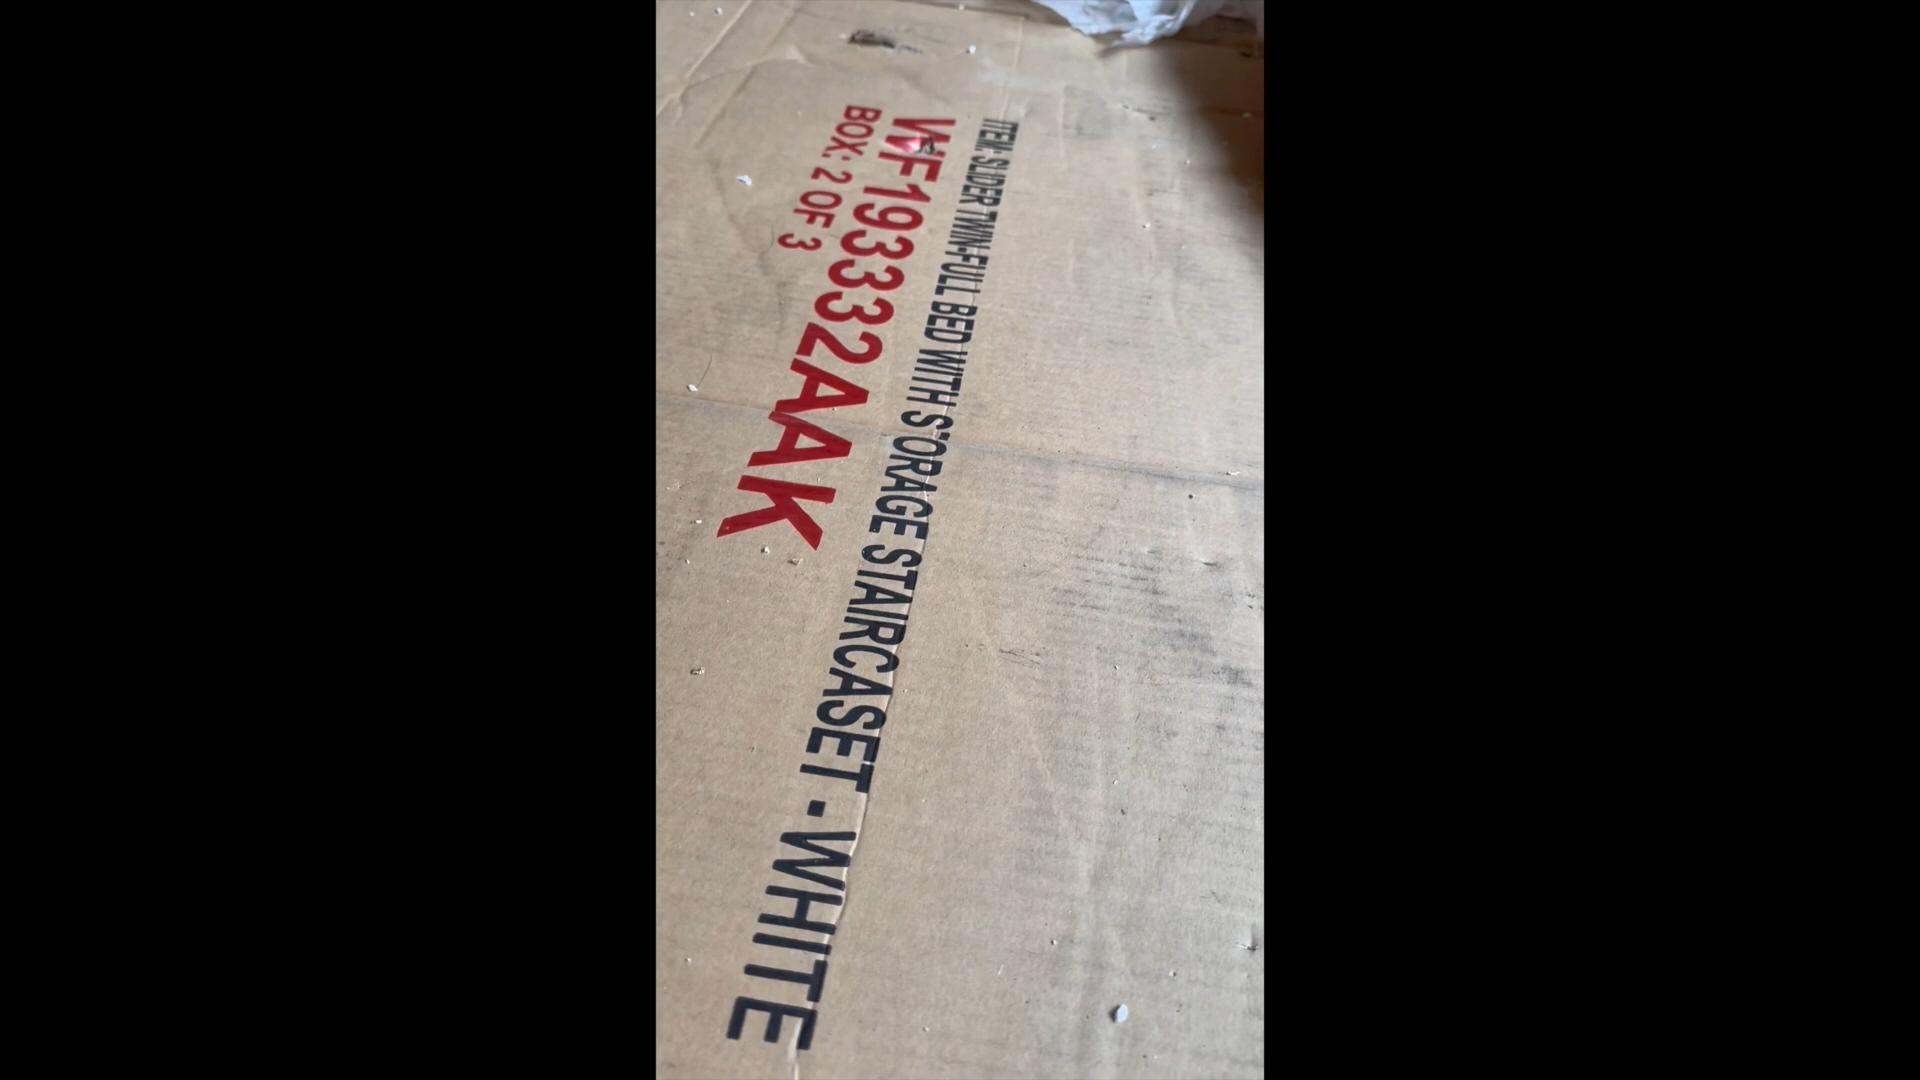 ITEM: SLIDER TWIN-FULL BED WITH STORAGE STAIRCASET - WHITE
WF193332AAK
BOX: 2 OF 3